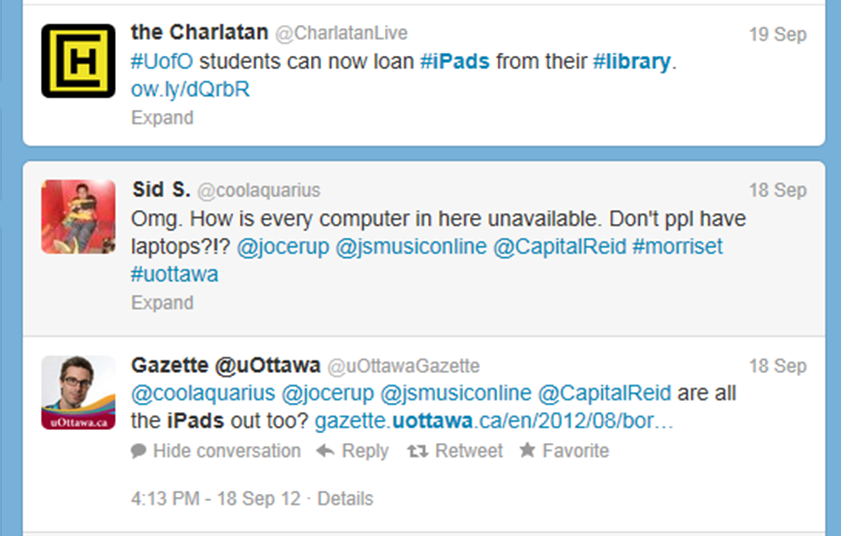 the Charlatan @CharlatanLive 19 Sep
#UofO students can now loan #iPads from their #library.
ow.ly/dQrbR
Expand
Sid S. @coolaquarius 18 Sep
Omg. How is every computer in here unavailable. Don't ppl have
laptops?!? @jocerup @jsmusiconline @CapitalReid #morriset
#uottawa
Expand
Gazette @uOttawa @uOttawaGazette 18 Sep
@coolaquarius @jocerup @jsmusiconline @CapitalReid are all
the iPads out too? gazette.uottawa.ca/en/2012/08/bor…
uOttawa.ca
Hide conversation Reply Retweet Favorite
4:13 PM - 18 Sep 12 · Details